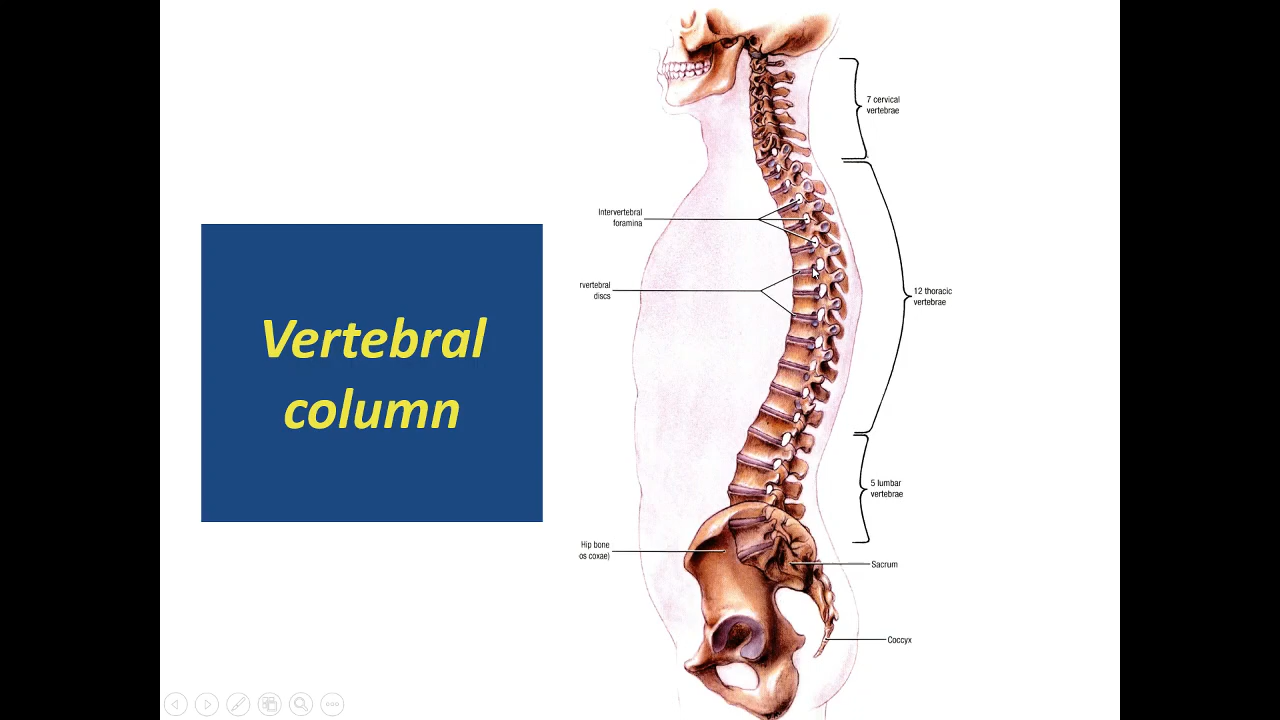 Vertebral
column
7 cervical
vertebrae
Intervertebral
foramina
rvertebral
discs
12 thoracic
vertebrae
5 lumbar
vertebrae
Hip bone
os coxae)
Sacrum
Coccyx